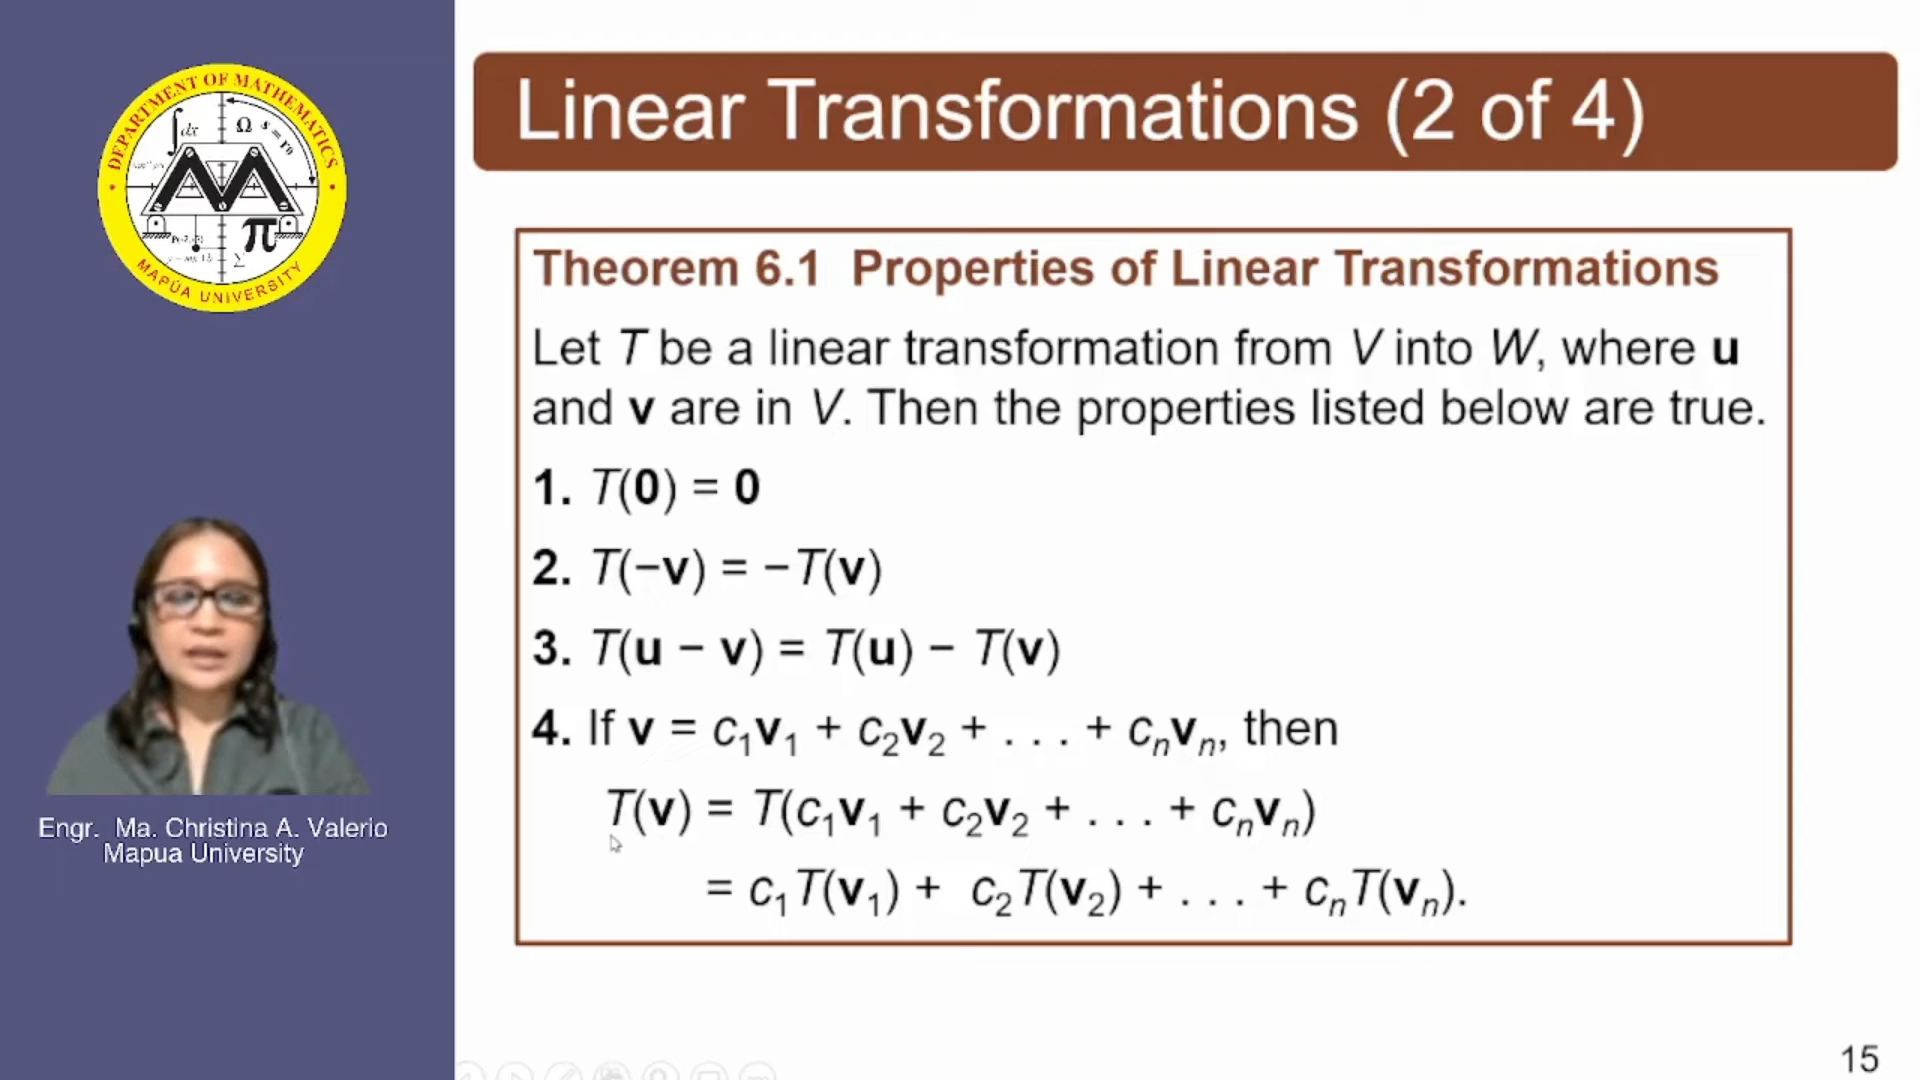 DEPARTMENT OF MATHEMATICS
∫dx
Ω
s = rθ
π
Σ
MAPÚA UNIVERSITY
Engr. Ma. Christina A. Valerio
Mapua University
Linear Transformations (2 of 4)
Theorem 6.1 Properties of Linear Transformations
Let T be a linear transformation from V into W, where u
and v are in V. Then the properties listed below are true.
1. T(0) = 0
2. T(−v) = −T(v)
3. T(u − v) = T(u) − T(v)
4. If v = c₁v₁ + c₂v₂ + . . . + cₙvₙ, then
T(v) = T(c₁v₁ + c₂v₂ + . . . + cₙvₙ)
= c₁T(v₁) + c₂T(v₂) + . . . + cₙT(vₙ).
15